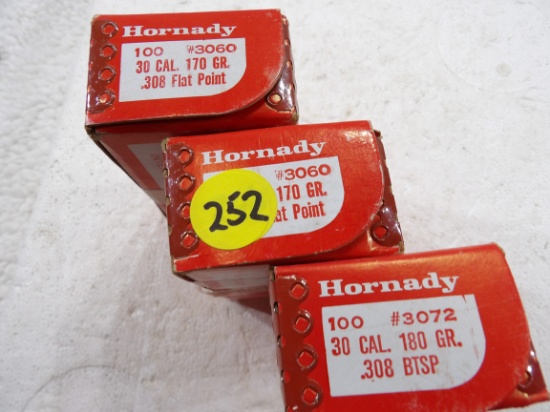 Hornady
100 #3060
30 CAL. 170 GR.
.308 Flat Point
Hornady
#3060
170 GR.
Point
252
Hornady
100 #3072
30 CAL. 180 GR.
.308 BTSP